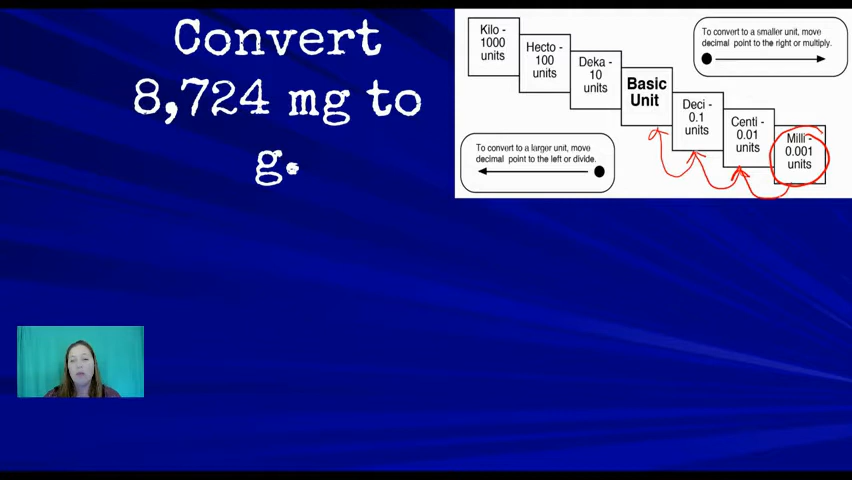 Convert
8,724 mg to
g.
Kilo -
1000
units
Hecto -
100
units
Deka -
10
units
Basic
Unit
Deci -
0.1
units
Centi -
0.01
units
Milli -
0.001
units
To convert to a smaller unit, move
decimal point to the right or multiply.
To convert to a larger unit, move
decimal point to the left or divide.